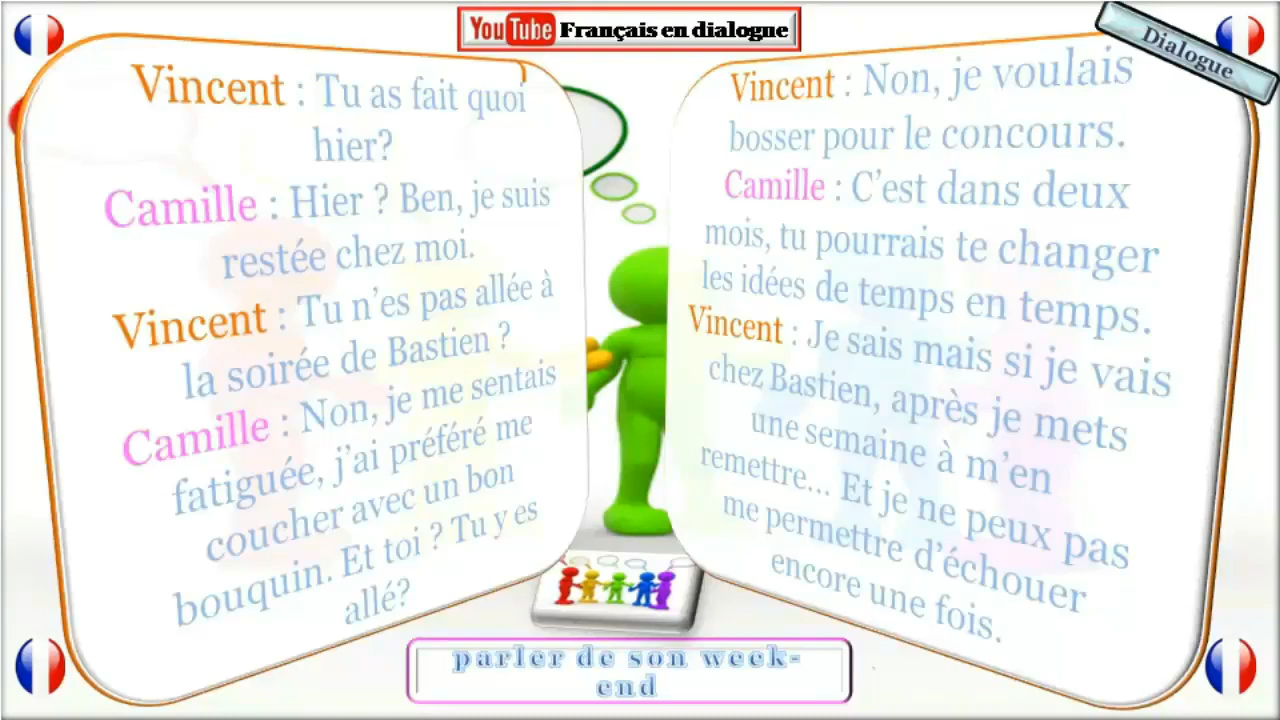 YouTube Français en dialogue
Dialogue
Vincent : Tu as fait quoi
hier?
Camille : Hier ? Ben, je suis
restée chez moi.
Vincent : Tu n'es pas allée à
la soirée de Bastien ?
Camille : Non, je me sentais
fatiguée, j'ai préféré me
coucher avec un bon
bouquin. Et toi ? Tu y es
allé?
Vincent : Non, je voulais
bosser pour le concours.
Camille : C'est dans deux
mois, tu pourrais te changer
les idées de temps en temps.
Vincent : Je sais mais si je vais
chez Bastien, après je mets
une semaine à m'en
remettre... Et je ne peux pas
me permettre d'échouer
encore une fois.
parler de son week-
end